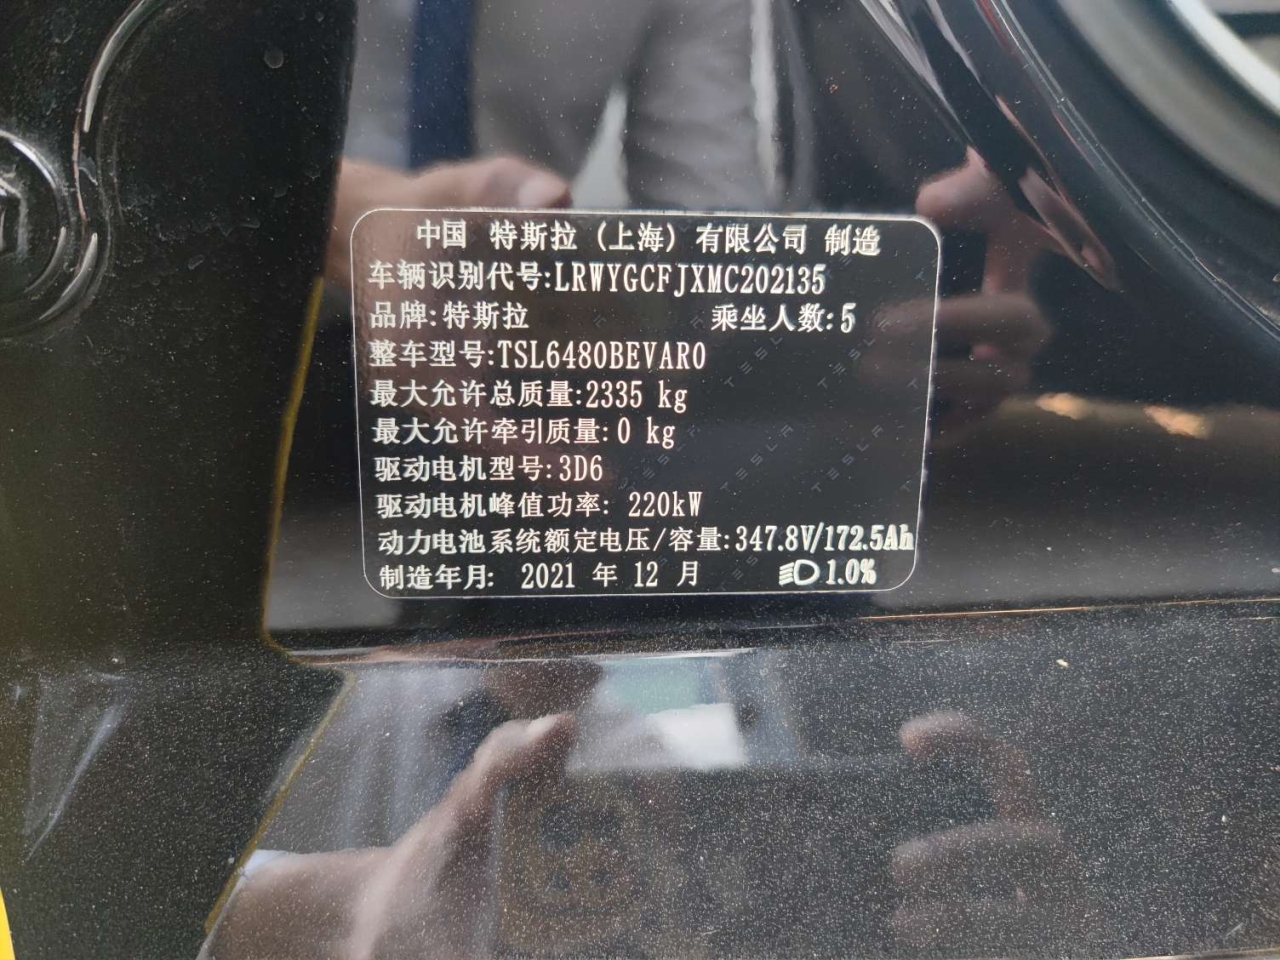 中国 特斯拉（上海）有限公司 制造
车辆识别代号:LRWYGCFJXMC202135
品牌:特斯拉 乘坐人数:5
整车型号:TSL6480BEVAR0
最大允许总质量:2335 kg
最大允许牵引质量:0 kg
驱动电机型号:3D6
驱动电机峰值功率: 220kW
动力电池系统额定电压/容量:347.8V/172.5Ah
制造年月: 2021 年 12 月 1.0%
TESLA